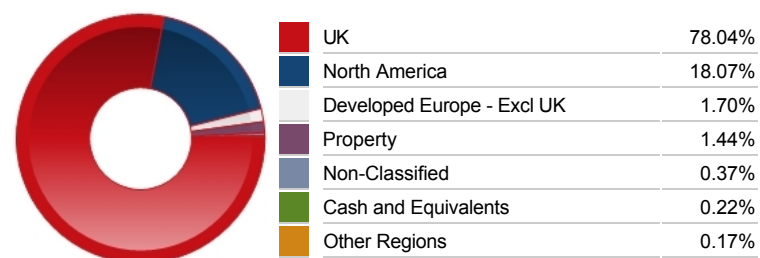 UK 78.04%
North America 18.07%
Developed Europe - Excl UK 1.70%
Property 1.44%
Non-Classified 0.37%
Cash and Equivalents 0.22%
Other Regions 0.17%